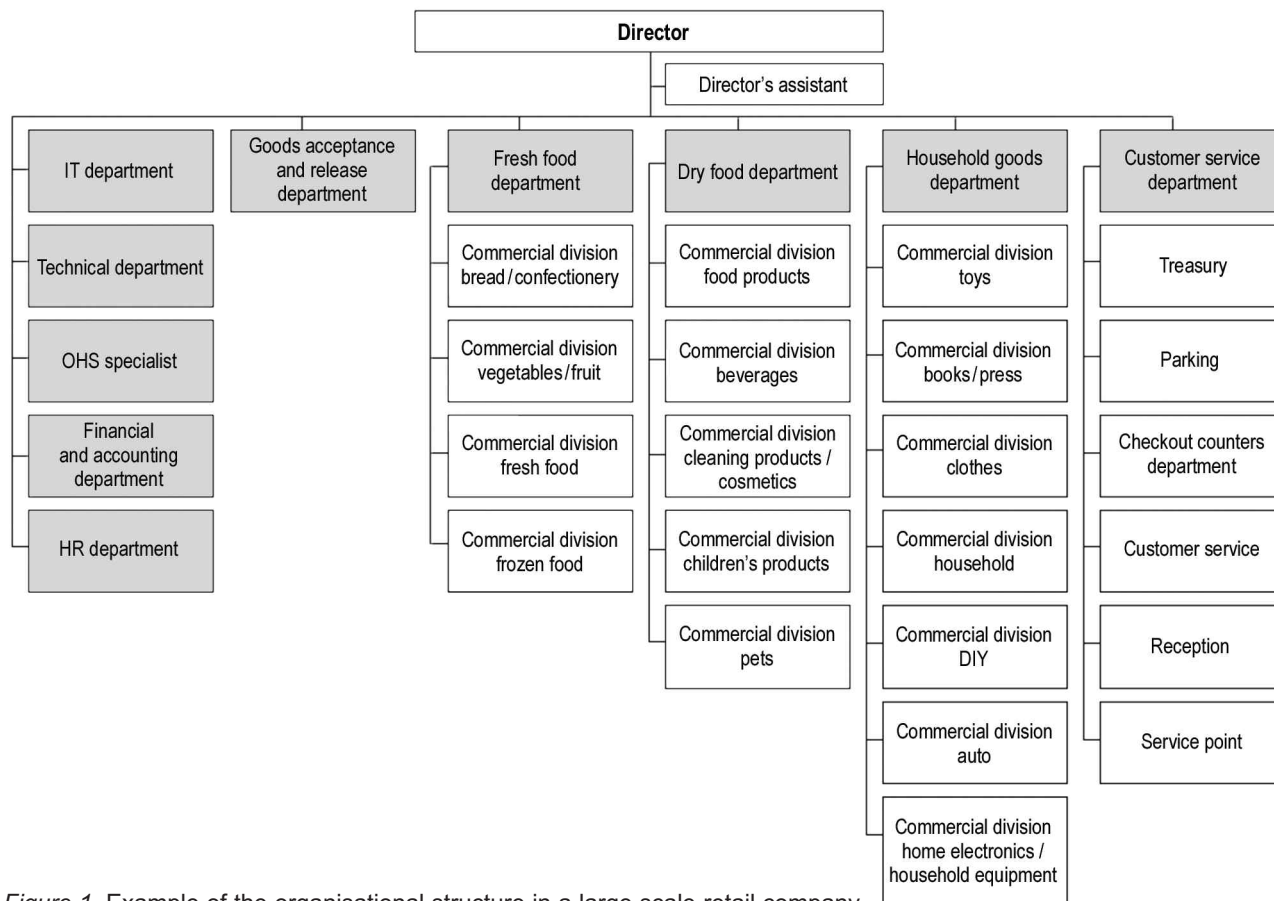 Director
Director’s assistant
IT department
Technical department
OHS specialist
Financial
and accounting
department
HR department
Goods acceptance
and release
department
Fresh food
department
Commercial division
bread/confectionery
Commercial division
vegetables/fruit
Commercial division
fresh food
Commercial division
frozen food
Dry food department
Commercial division
food products
Commercial division
beverages
Commercial division
cleaning products /
cosmetics
Commercial division
children’s products
Commercial division
pets
Household goods
department
Commercial division
toys
Commercial division
books/press
Commercial division
clothes
Commercial division
household
Commercial division
DIY
Commercial division
auto
Commercial division
home electronics /
household equipment
Customer service
department
Treasury
Parking
Checkout counters
department
Customer service
Reception
Service point
Figure 1. Example of the organisational structure in a large scale retail company